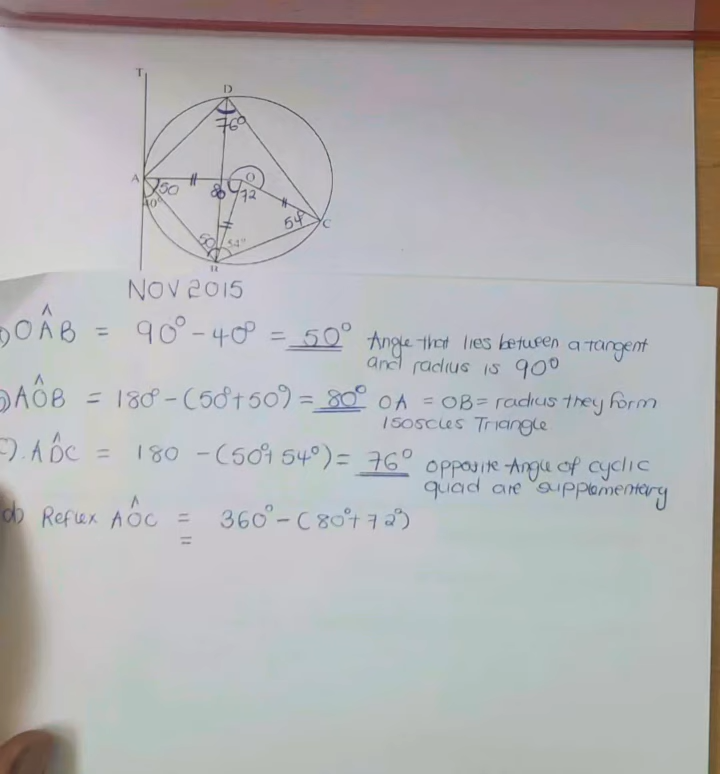 T
D
76°
A
50
O
40°
80
72
54°
C
50
54°
B
NOV 2015
) OÂB = 90° - 40° = 50° Angle that lies between a tangent
and radius is 90°
) AÔB = 180° - (50°+50°) = 80° OA = OB = radius they form
isoscles Triangle
c). AD̂C = 180 - (50°+54°) = 76° opposite Angle of cyclic
quad are supplementary
d) Reflex AÔC = 360° - (80°+72°)
=